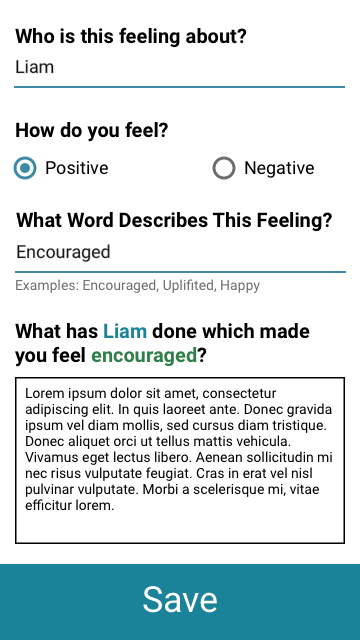 Who is this feeling about?
Liam
How do you feel?
Positive
Negative
What Word Describes This Feeling?
Encouraged
Examples: Encouraged, Uplifited, Happy
What has Liam done which made
you feel encouraged?
Lorem ipsum dolor sit amet, consectetur
adipiscing elit. In quis laoreet ante. Donec gravida
ipsum vel diam mollis, sed cursus diam tristique.
Donec aliquet orci ut tellus mattis vehicula.
Vivamus eget lectus libero. Aenean sollicitudin mi
nec risus vulputate feugiat. Cras in erat vel nisl
pulvinar vulputate. Morbi a scelerisque mi, vitae
efficitur lorem.
Save